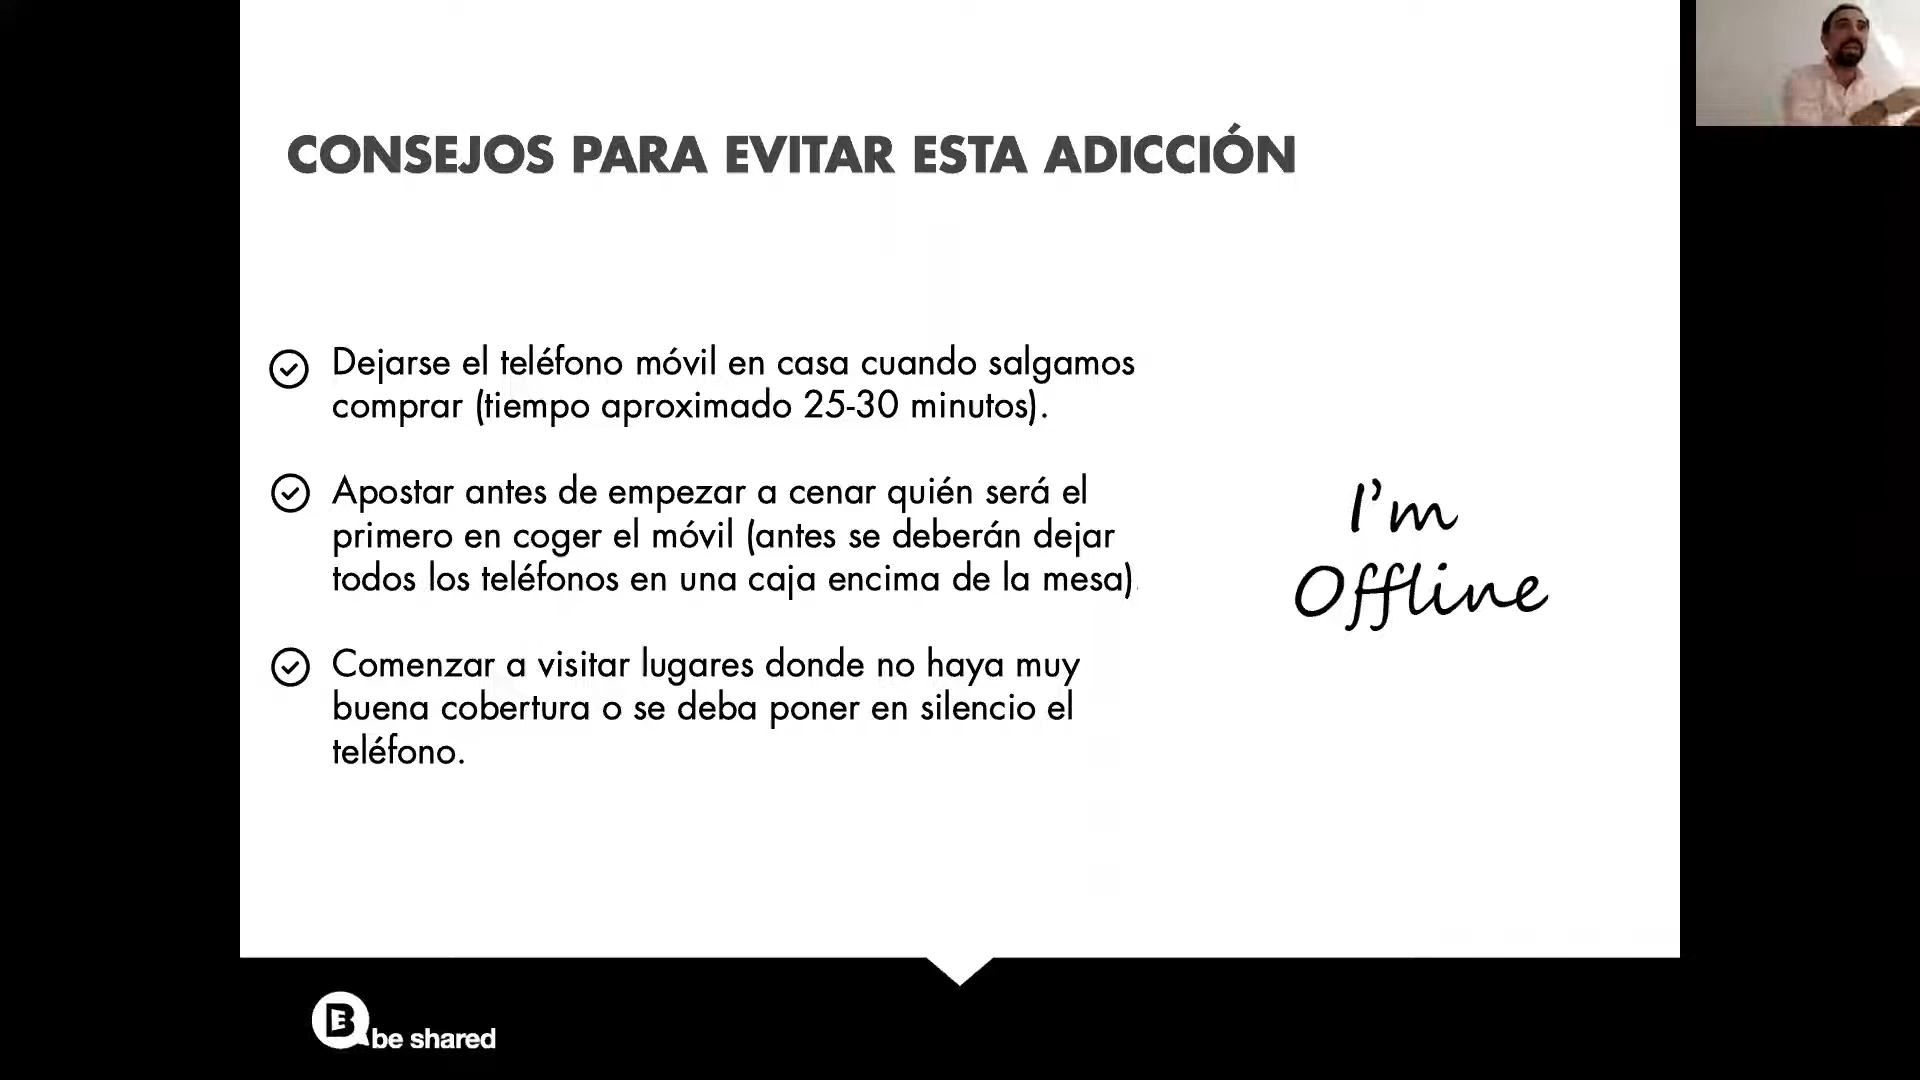 CONSEJOS PARA EVITAR ESTA ADICCIÓN
Dejarse el teléfono móvil en casa cuando salgamos
comprar (tiempo aproximado 25-30 minutos).
Apostar antes de empezar a cenar quién será el
primero en coger el móvil (antes se deberán dejar
todos los teléfonos en una caja encima de la mesa).
Comenzar a visitar lugares donde no haya muy
buena cobertura o se deba poner en silencio el
teléfono.
I'm
Offline
B be shared